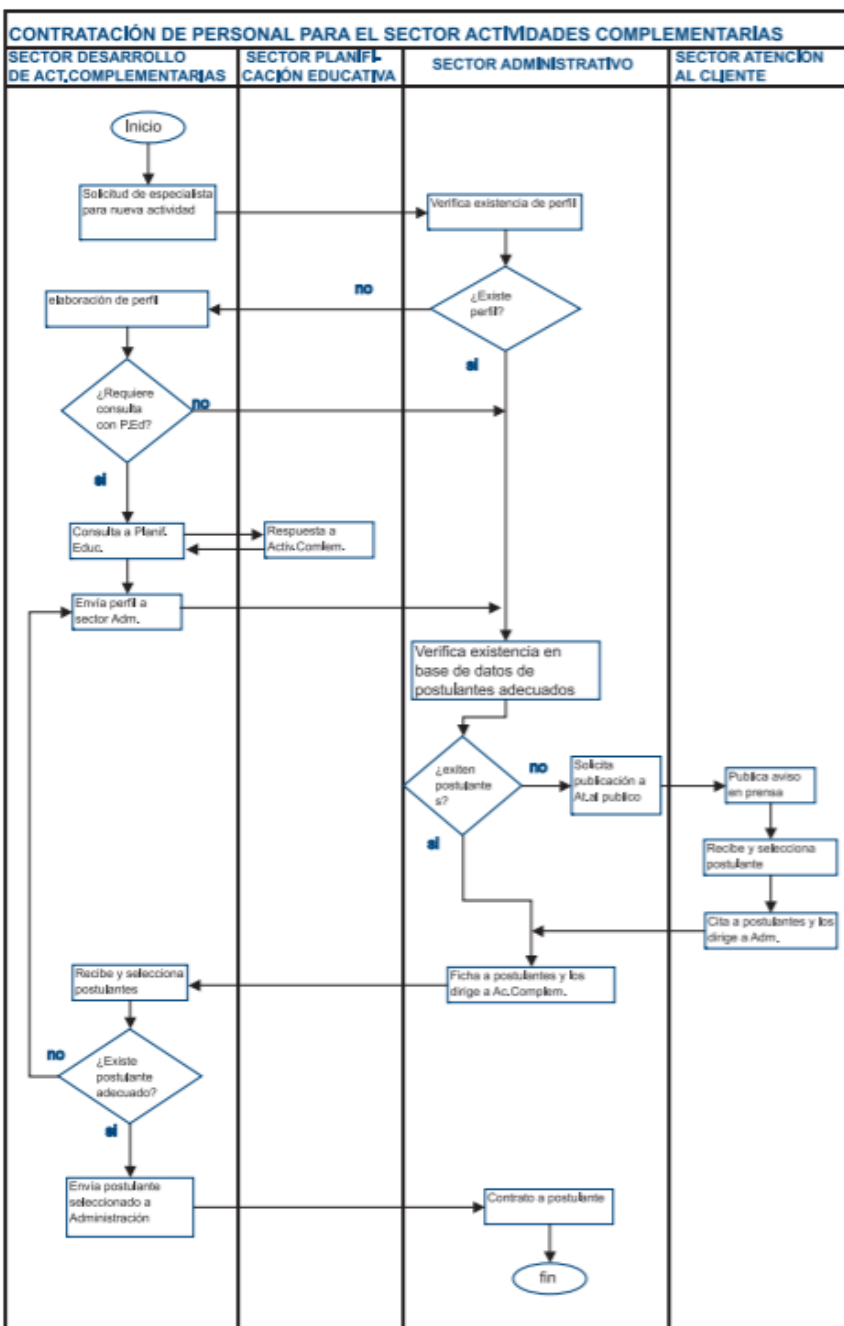 CONTRATACIÓN DE PERSONAL PARA EL SECTOR ACTIVIDADES COMPLEMENTARIAS
SECTOR DESARROLLO
DE ACT.COMPLEMENTARIAS
SECTOR PLANIFI-
CACIÓN EDUCATIVA
SECTOR ADMINISTRATIVO
SECTOR ATENCIÓN
AL CLIENTE
Inicio
Solicitud de especialista
para nueva actividad
Verifica existencia de perfil
¿Existe
perfil?
no
si
elaboración de perfil
¿Requiere
consulta
con P.Ed?
no
si
Consulta a Planif.
Educ.
Respuesta a
Activ.Comlem.
Envía perfil a
sector Adm.
Verifica existencia en
base de datos de
postulantes adecuados
¿exiten
postulante
s?
no
si
Solicita
publicación a
At.al publico
Publica aviso
en prensa
Recibe y selecciona
postulante
Cita a postulantes y los
dirige a Adm.
Ficha a postulantes y los
dirige a Ac.Complem.
Recibe y selecciona
postulantes
¿Existe
postulante
adecuado?
no
si
Envía postulante
seleccionado a
Administración
Contrato a postulante
fin